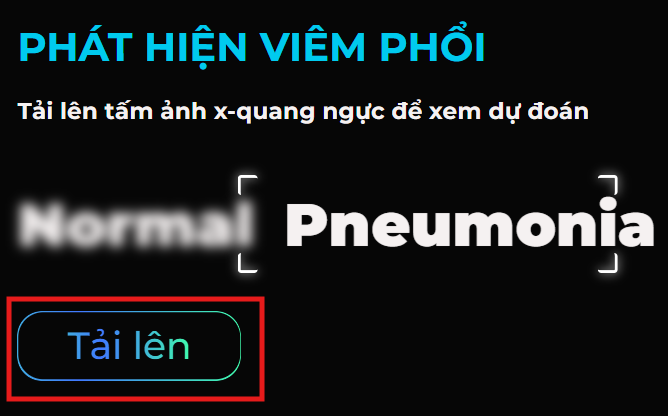 PHÁT HIỆN VIÊM PHỔI
Tải lên tấm ảnh x-quang ngực để xem dự đoán
Normal Pneumonia
Tải lên